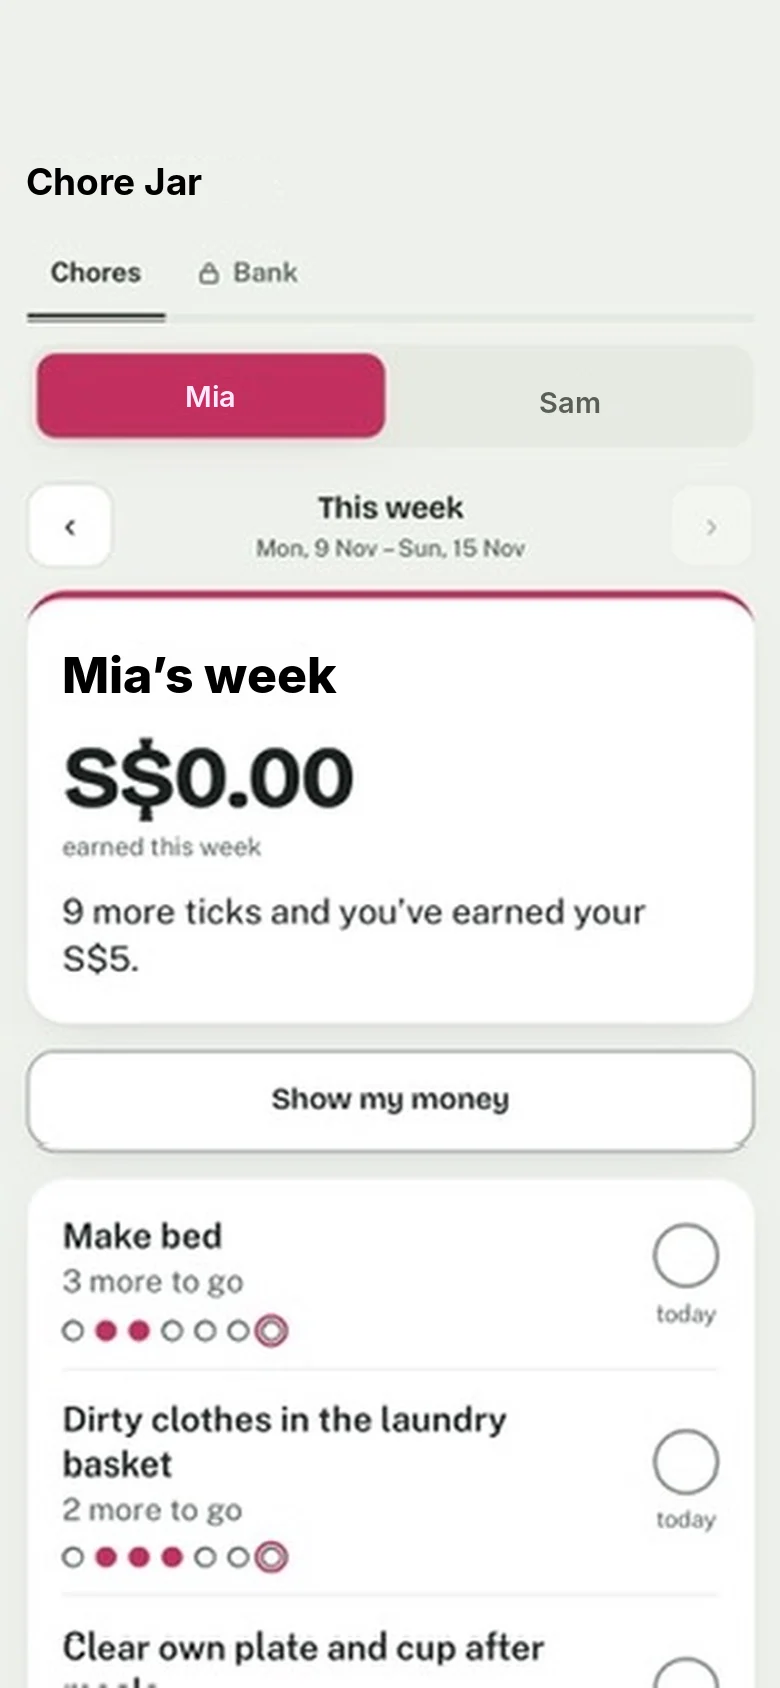 Chore Jar
Chores
Bank
Mia
Sam
‹
This week
›
Mon, 9 Nov – Sun, 15 Nov
Mia’s week
S$0.00
earned this week
9 more ticks and you’ve earned your
S$5.
Show my money
Make bed
3 more to go
today
Dirty clothes in the laundry
basket
2 more to go
today
Clear own plate and cup after